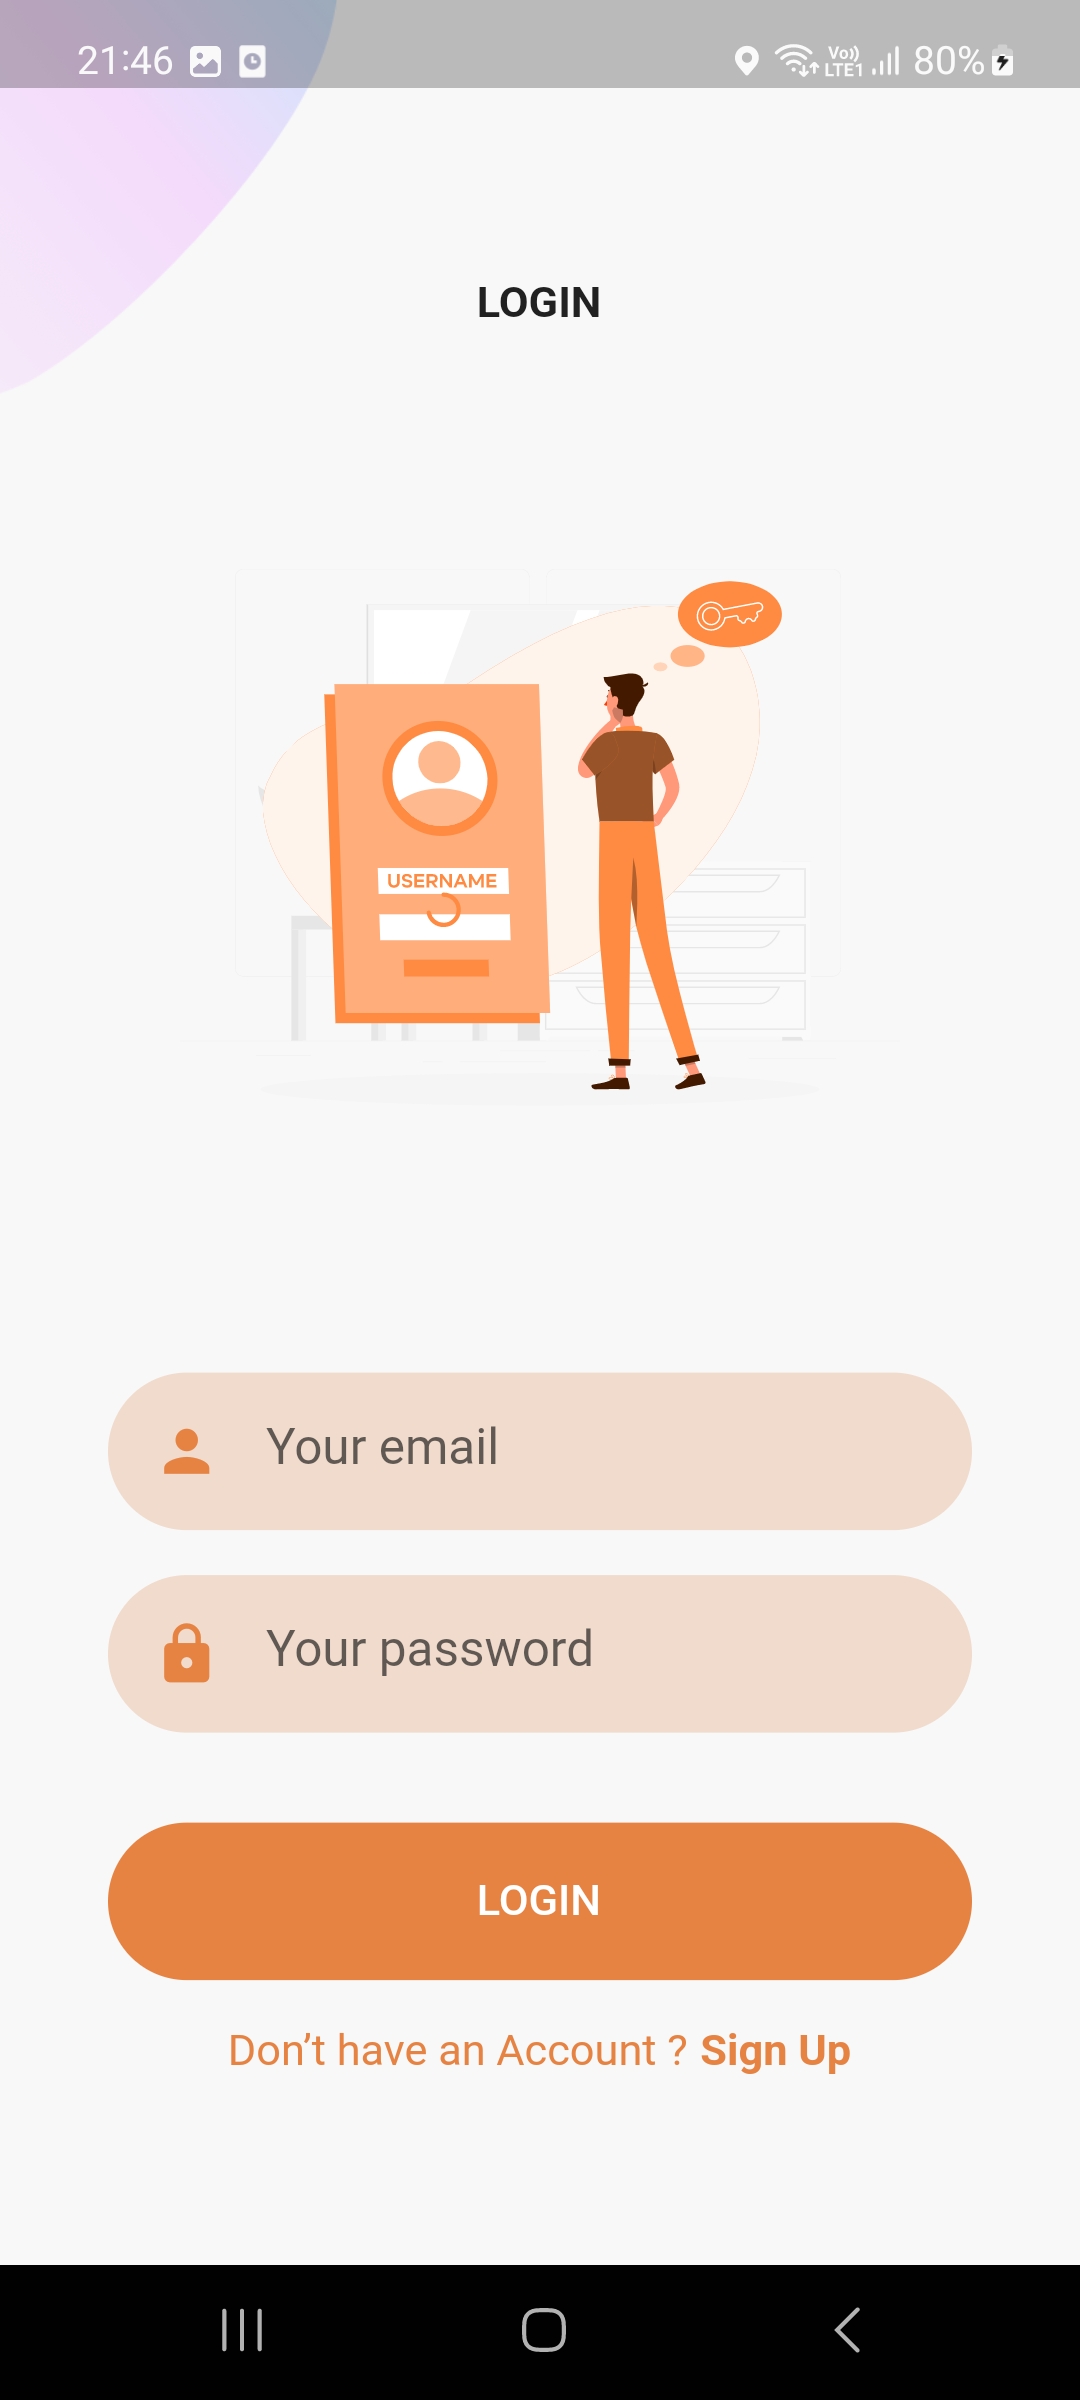 21:46
Vo)) LTE1 80%
LOGIN
USERNAME
Your email
Your password
LOGIN
Don’t have an Account ? Sign Up